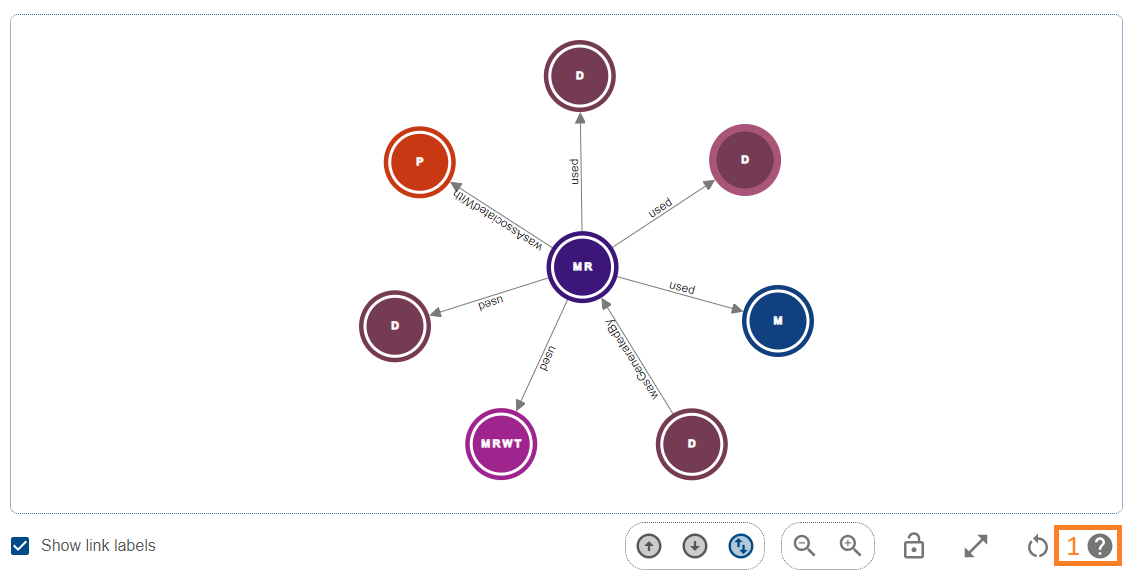 D
P
D
used
used
wasAssociatedWith
MR
used
D
used
M
used
wasGeneratedBy
MRWT
D
Show link labels
1 ?